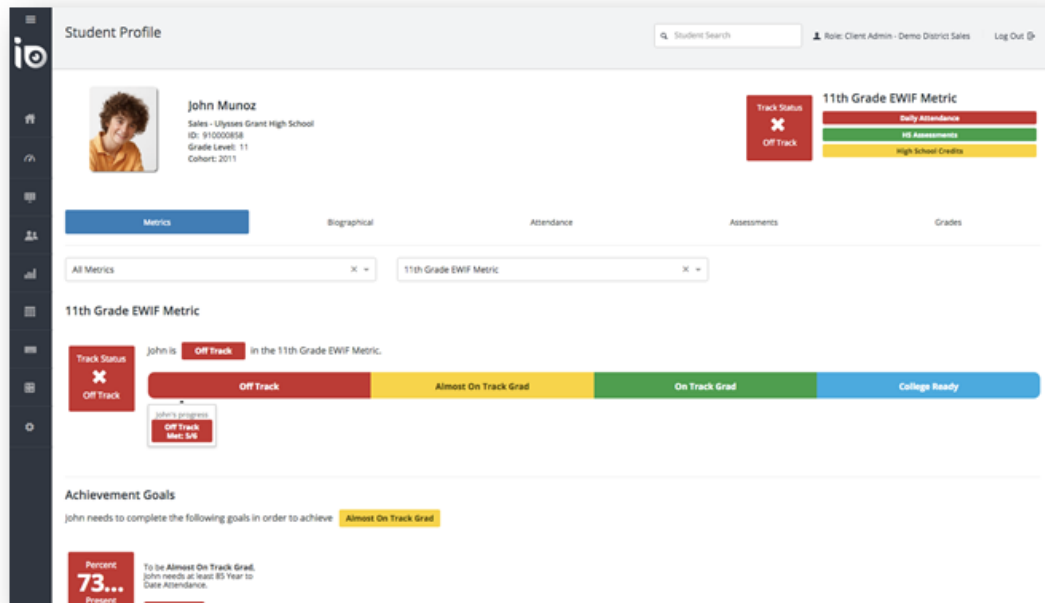 Student Profile
Student Search
Role: Client Admin - Demo District Sales
Log Out
io
John Munoz
Sales - Ulysses Grant High School
ID: 910000858
Grade Level: 11
Cohort: 2011
Track Status
Off Track
11th Grade EWIF Metric
Daily Attendance
HS Assessments
High School Credits
Metrics
Biographical
Attendance
Assessments
Grades
All Metrics
11th Grade EWIF Metric
11th Grade EWIF Metric
Track Status
Off Track
John is Off Track in the 11th Grade EWIF Metric.
Off Track
Almost On Track Grad
On Track Grad
College Ready
John's progress
Off Track
Met: 5/6
Achievement Goals
John needs to complete the following goals in order to achieve Almost On Track Grad
Percent
73...
Present
To be Almost On Track Grad,
John needs at least 85 Year to
Date Attendance.